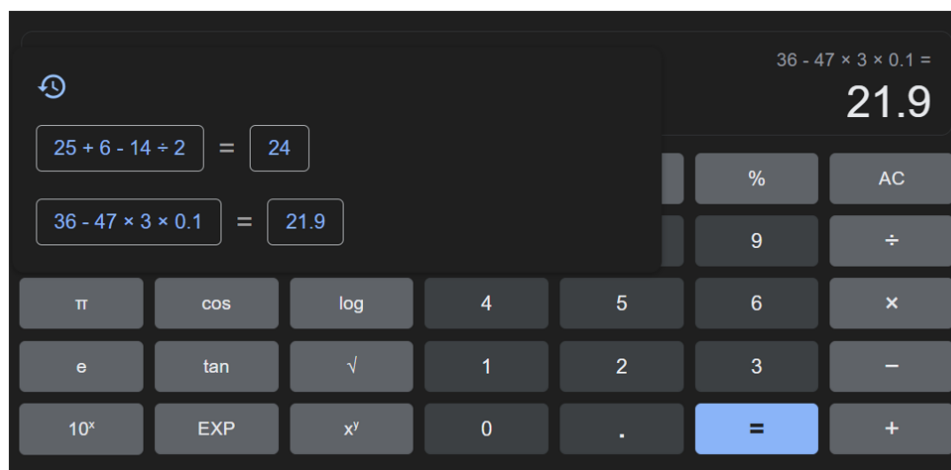 36 - 47 × 3 × 0.1 =
21.9
25 + 6 - 14 ÷ 2 = 24
36 - 47 × 3 × 0.1 = 21.9
% AC
9 ÷
π cos log 4 5 6 ×
e tan √ 1 2 3 −
10ˣ EXP xʸ 0 . = +